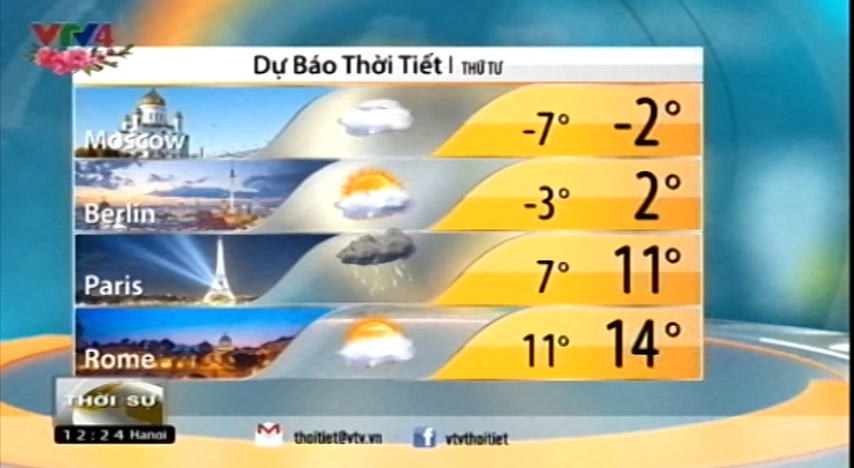 VTV4
Dự Báo Thời Tiết | THỨ TƯ
Moscow -7° -2°
Berlin -3° 2°
Paris 7° 11°
Rome 11° 14°
THỜI SỰ
12:24 Hanoi
thoitiet@vtv.vn vtvthoitiet